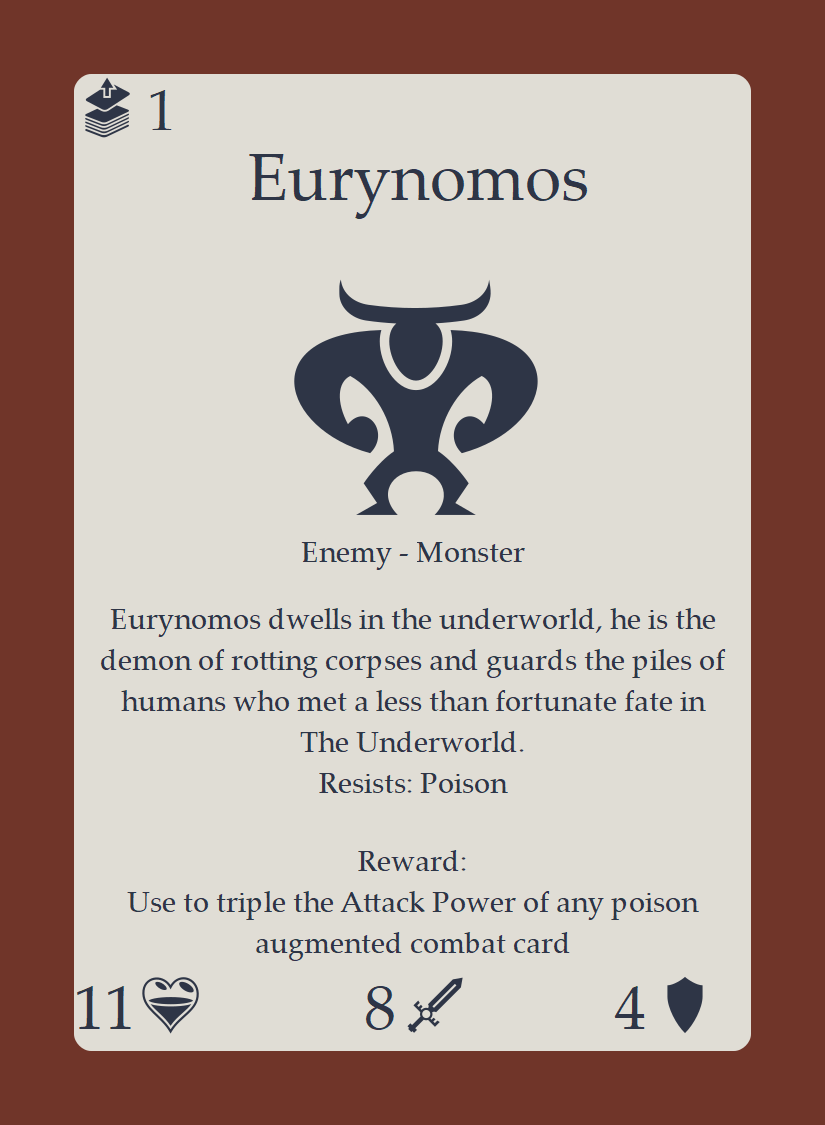 1
Eurynomos
Enemy - Monster
Eurynomos dwells in the underworld, he is the
demon of rotting corpses and guards the piles of
humans who met a less than fortunate fate in
The Underworld.
Resists: Poison
Reward:
Use to triple the Attack Power of any poison
augmented combat card
11 8 4